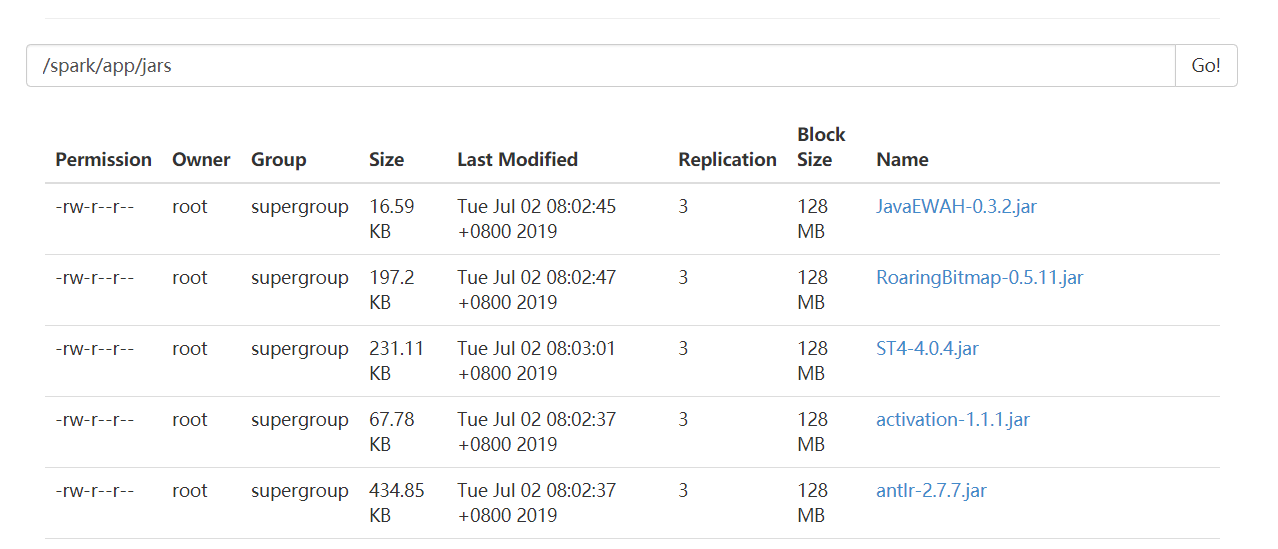 /spark/app/jars Go!
Permission Owner Group Size Last Modified Replication Block Size Name
-rw-r--r-- root supergroup 16.59 KB Tue Jul 02 08:02:45 +0800 2019 3 128 MB JavaEWAH-0.3.2.jar
-rw-r--r-- root supergroup 197.2 KB Tue Jul 02 08:02:47 +0800 2019 3 128 MB RoaringBitmap-0.5.11.jar
-rw-r--r-- root supergroup 231.11 KB Tue Jul 02 08:03:01 +0800 2019 3 128 MB ST4-4.0.4.jar
-rw-r--r-- root supergroup 67.78 KB Tue Jul 02 08:02:37 +0800 2019 3 128 MB activation-1.1.1.jar
-rw-r--r-- root supergroup 434.85 KB Tue Jul 02 08:02:37 +0800 2019 3 128 MB antlr-2.7.7.jar